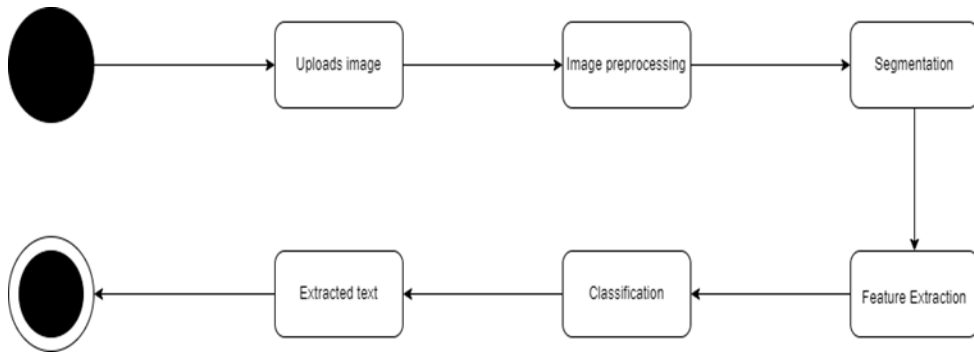 Uploads image
Image preprocessing
Segmentation
Feature Extraction
Classification
Extracted text